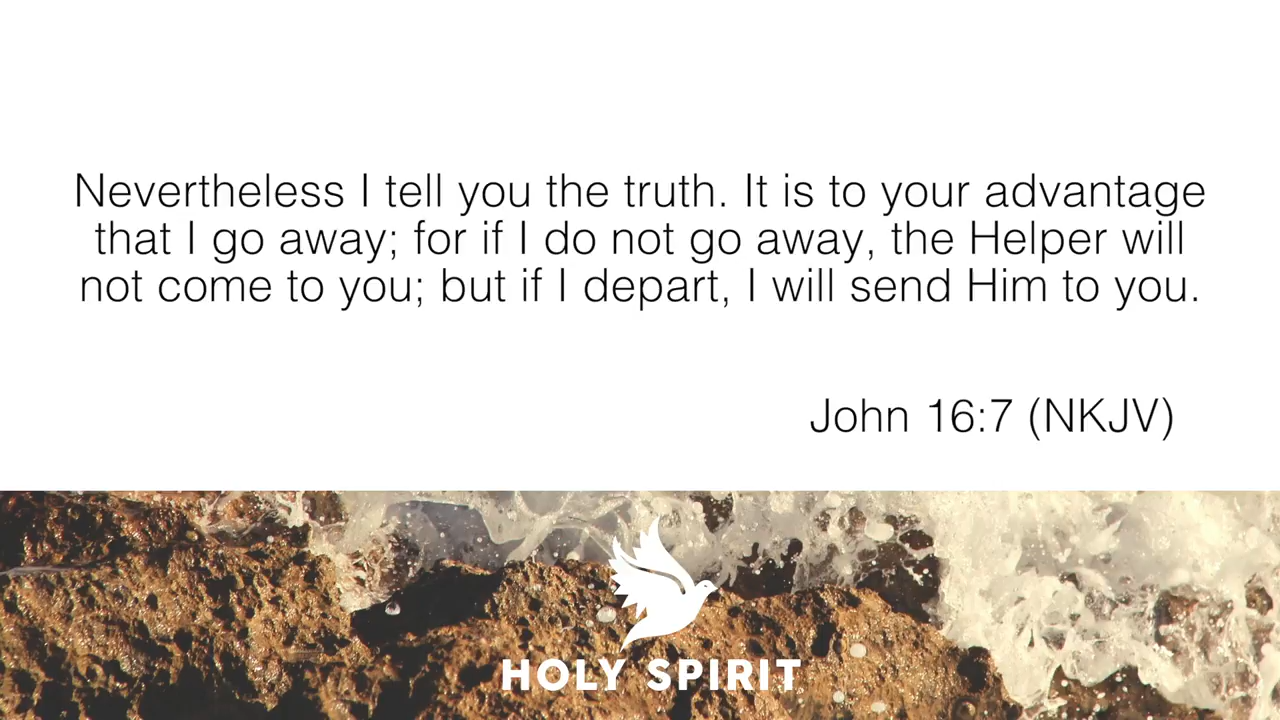 Nevertheless I tell you the truth. It is to your advantage
that I go away; for if I do not go away, the Helper will
not come to you; but if I depart, I will send Him to you.
John 16:7 (NKJV)
HOLY SPIRIT